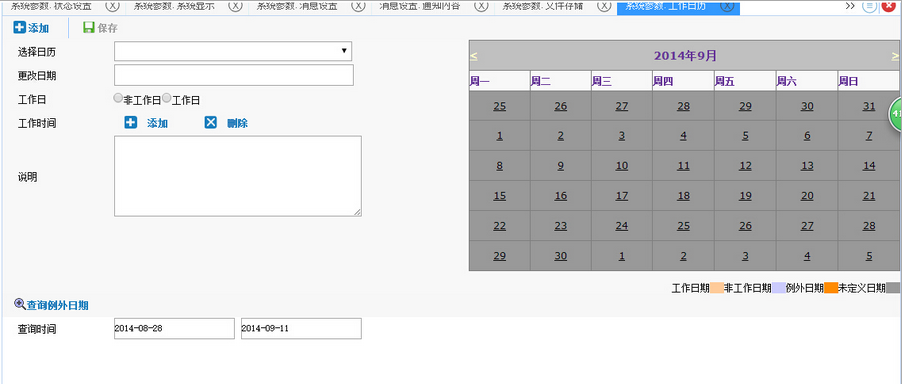 系统参数: 状态设置 系统参数: 系统显示 系统参数: 消息设置 消息设置: 通知内容 系统参数: 文件存储 系统参数: 工作日历 >>
添加 保存
选择日历
更改日期
工作日 非工作日 工作日
工作时间 添加 删除
说明
< 2014年9月 >
周一 周二 周三 周四 周五 周六 周日
25 26 27 28 29 30 31
1 2 3 4 5 6 7
8 9 10 11 12 13 14
15 16 17 18 19 20 21
22 23 24 25 26 27 28
29 30 1 2 3 4 5
工作日期 非工作日期 例外日期 未定义日期
查询例外日期
查询时间 2014-08-28 2014-09-11